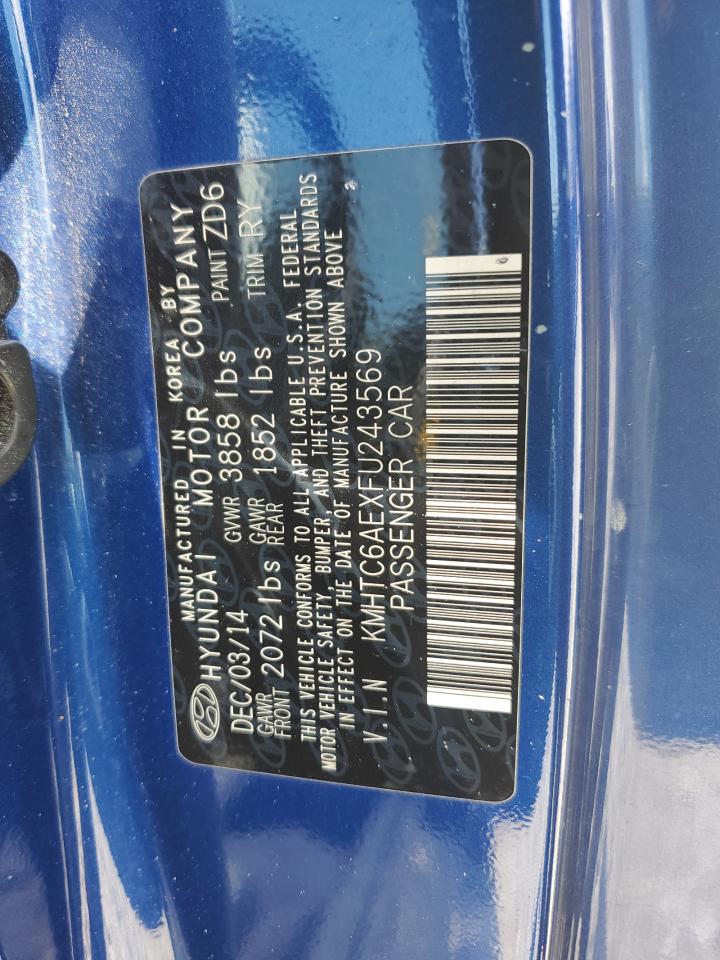 MANUFACTURED IN KOREA BY
HYUNDAI MOTOR COMPANY
DEC/03/14 GVWR 3858 lbs PAINT ZD6
GAWR FRONT 2072 lbs GAWR REAR 1852 lbs TRIM RY
THIS VEHICLE CONFORMS TO ALL APPLICABLE U.S.A. FEDERAL
MOTOR VEHICLE SAFETY, BUMPER, AND THEFT PREVENTION STANDARDS
IN EFFECT ON THE DATE OF MANUFACTURE SHOWN ABOVE
V.I.N KMHTC6AEXFU243569
PASSENGER CAR